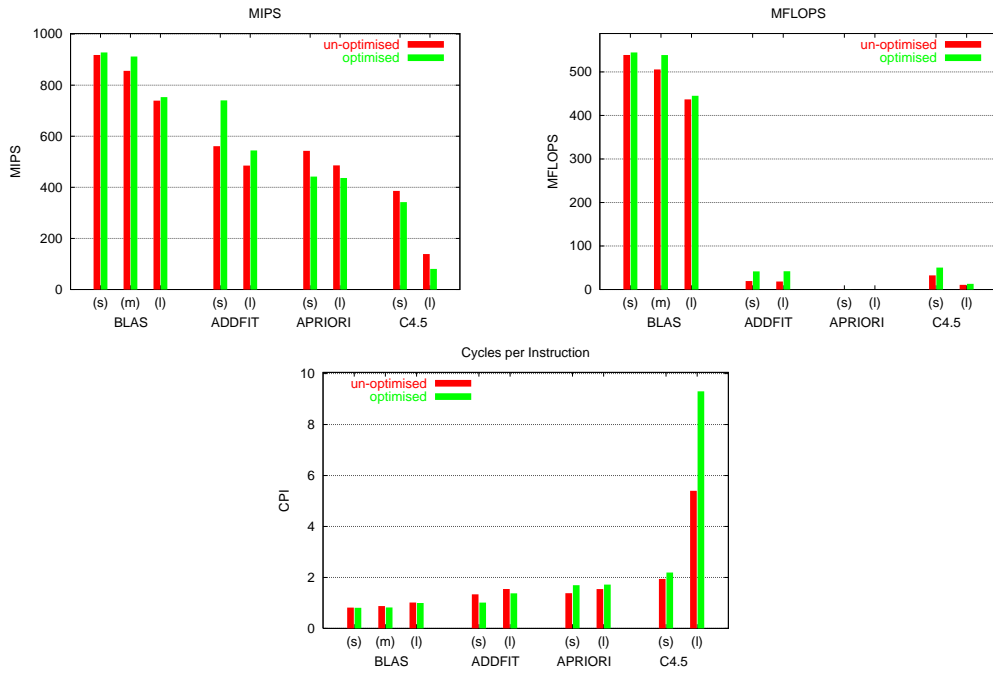 MIPS
1000
800
600
400
200
0
MIPS
un-optimised
optimised
(s) (m) (l) (s) (l) (s) (l) (s) (l)
BLAS ADDFIT APRIORI C4.5
MFLOPS
500
400
300
200
100
0
MFLOPS
un-optimised
optimised
(s) (m) (l) (s) (l) (s) (l) (s) (l)
BLAS ADDFIT APRIORI C4.5
Cycles per Instruction
10
8
6
4
2
0
CPI
un-optimised
optimised
(s) (m) (l) (s) (l) (s) (l) (s) (l)
BLAS ADDFIT APRIORI C4.5